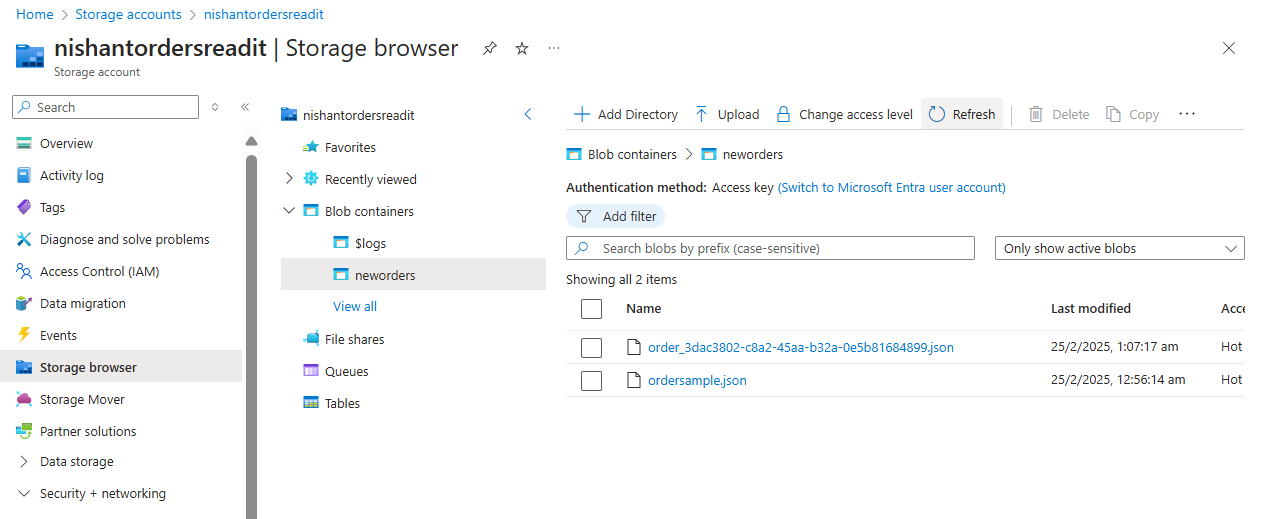 Home > Storage accounts > nishantordersreadit
nishantordersreadit | Storage browser
Storage account
Search
Overview
Activity log
Tags
Diagnose and solve problems
Access Control (IAM)
Data migration
Events
Storage browser
Storage Mover
Partner solutions
Data storage
Security + networking
nishantordersreadit
Favorites
Recently viewed
Blob containers
$logs
neworders
View all
File shares
Queues
Tables
Add Directory Upload Change access level Refresh Delete Copy
Blob containers > neworders
Authentication method: Access key (Switch to Microsoft Entra user account)
Add filter
Search blobs by prefix (case-sensitive) Only show active blobs
Showing all 2 items
Name Last modified Acce
order_3dac3802-c8a2-45aa-b32a-0e5b81684899.json 25/2/2025, 1:07:17 am Hot
ordersample.json 25/2/2025, 12:56:14 am Hot